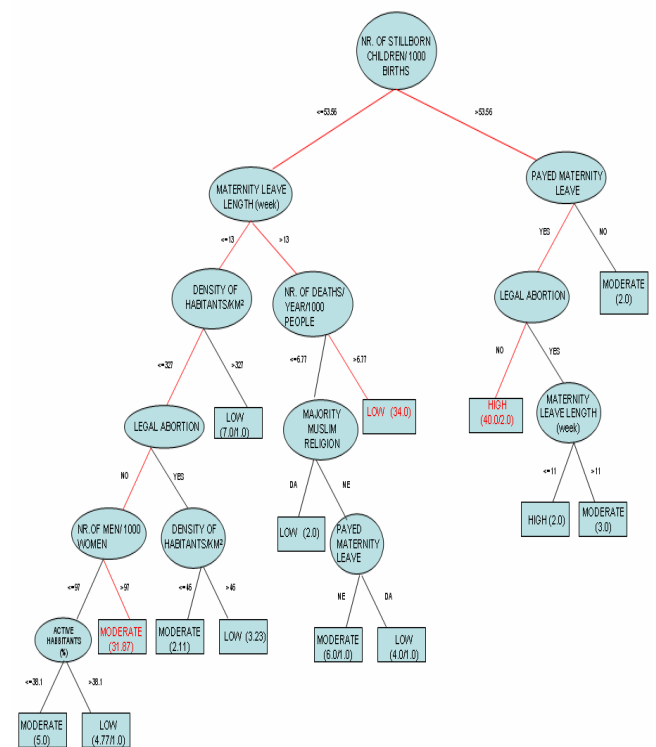 NR. OF STILLBORN
CHILDREN/ 1000
BIRTHS
<=53.56
>53.56
MATERNITY LEAVE
LENGTH (week)
PAYED MATERNITY
LEAVE
<=13
>13
YES
NO
DENSITY OF
HABITANTS/KM²
NR. OF DEATHS/
YEAR/1000
PEOPLE
LEGAL ABORTION
MODERATE
(2.0)
<=327
>327
<=6.77
>6.77
NO
YES
LEGAL ABORTION
LOW
(7.0/1.0)
MAJORITY
MUSLIM
RELIGION
LOW (34.0)
HIGH
(40.0/2.0)
MATERNITY
LEAVE LENGTH
(week)
NO
YES
DA
NE
<=11
>11
NR.OF MEN/ 1000
WOMEN
DENSITY OF
HABITANTS/KM²
LOW (2.0)
PAYED
MATERNITY
LEAVE
HIGH (2.0)
MODERATE
(3.0)
<=97
>97
<=46
>46
NE
DA
ACTIVE
HABBITANTS
(%)
MODERATE
(31.87)
MODERATE
(2.11)
LOW (3.23)
MODERATE
(6.0/1.0)
LOW
(4.0/1.0)
<=38.1
>38.1
MODERATE
(5.0)
LOW
(4.77/1.0)